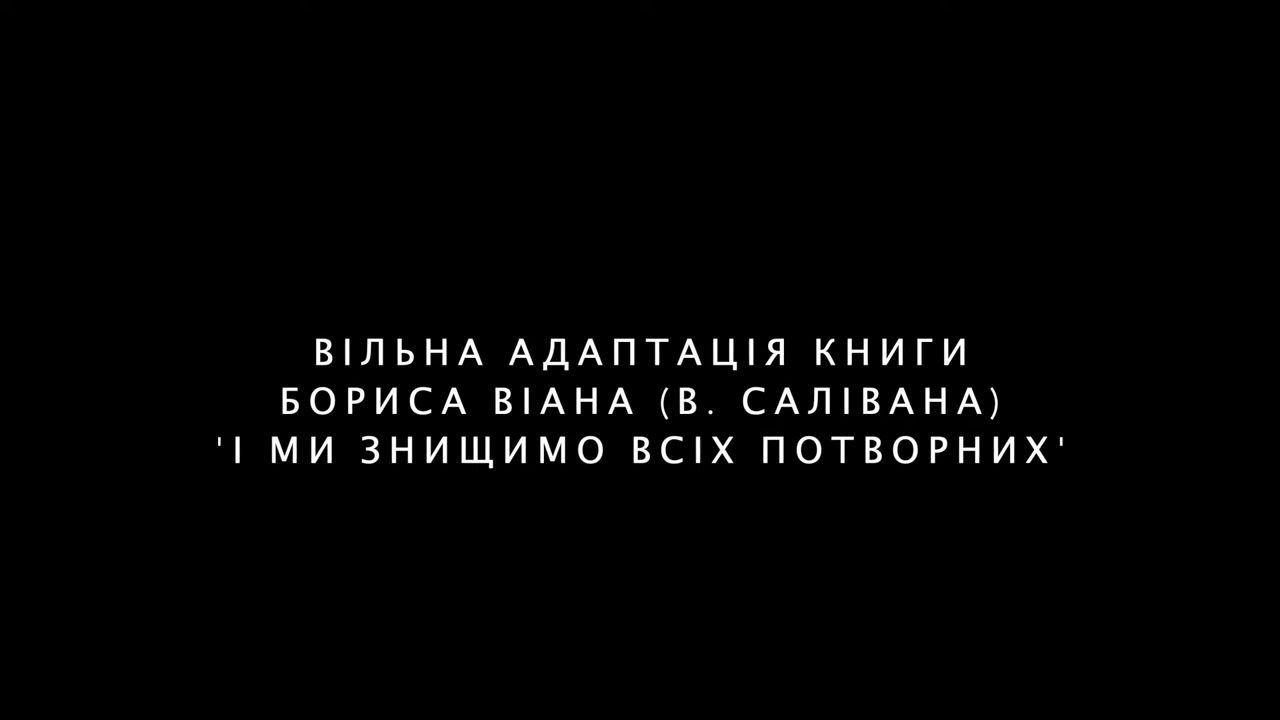 ВІЛЬНА АДАПТАЦІЯ КНИГИ
БОРИСА ВІАНА (В. САЛІВАНА)
'І МИ ЗНИЩИМО ВСІХ ПОТВОРНИХ'